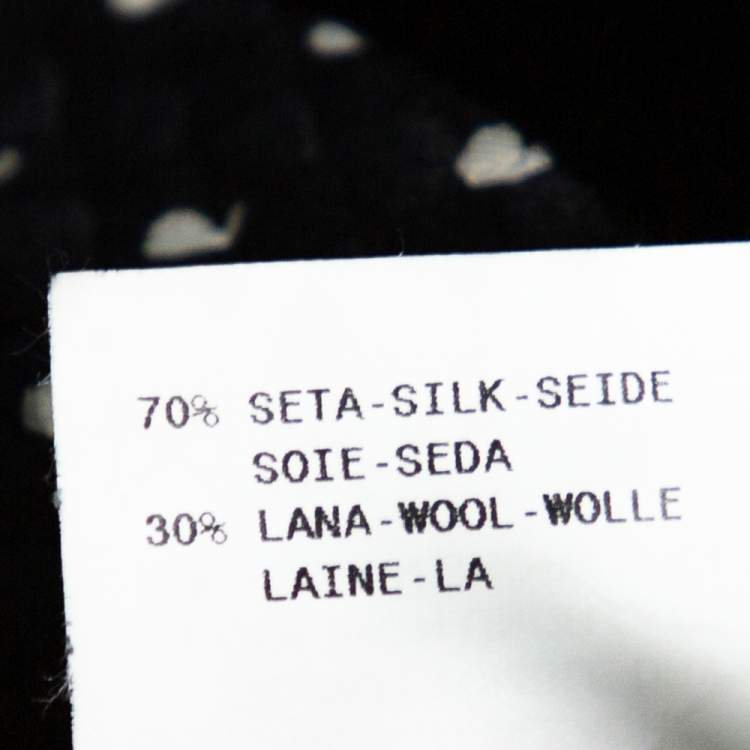 70% SETA-SILK-SEIDE
SOIE-SEDA
30% LANA-WOOL-WOLLE
LAINE-LA